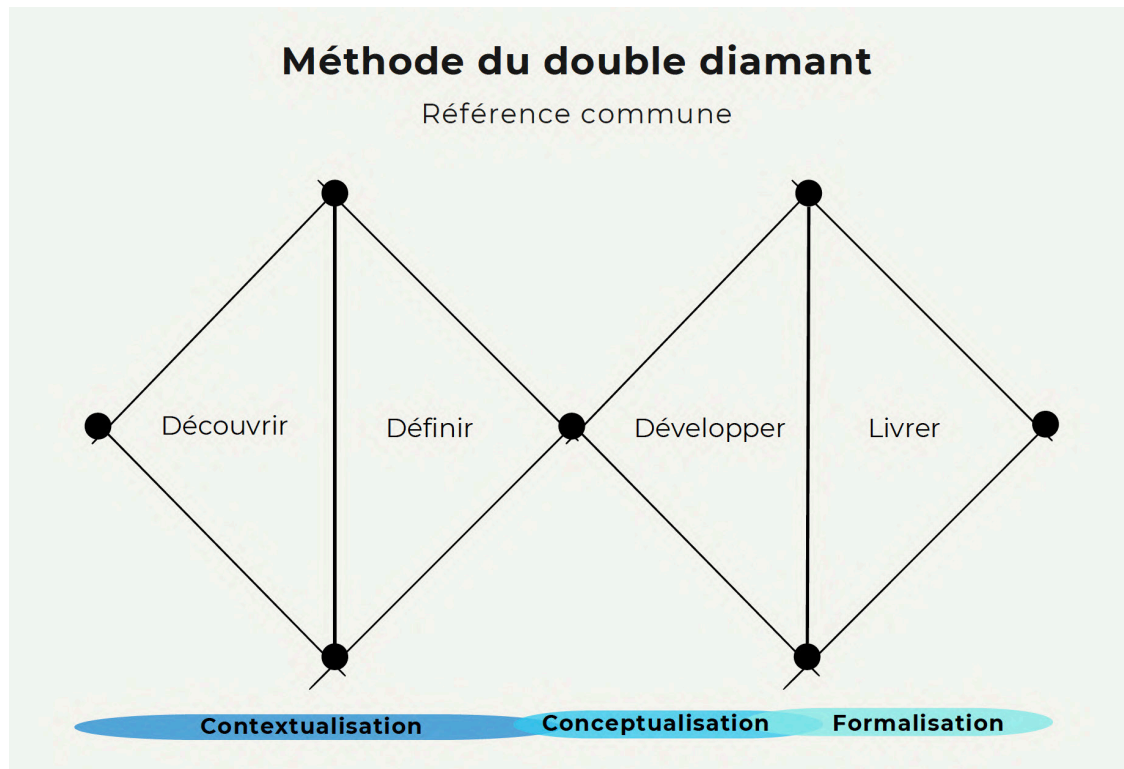 Méthode du double diamant
Référence commune
Découvrir Définir Développer Livrer
Contextualisation Conceptualisation Formalisation